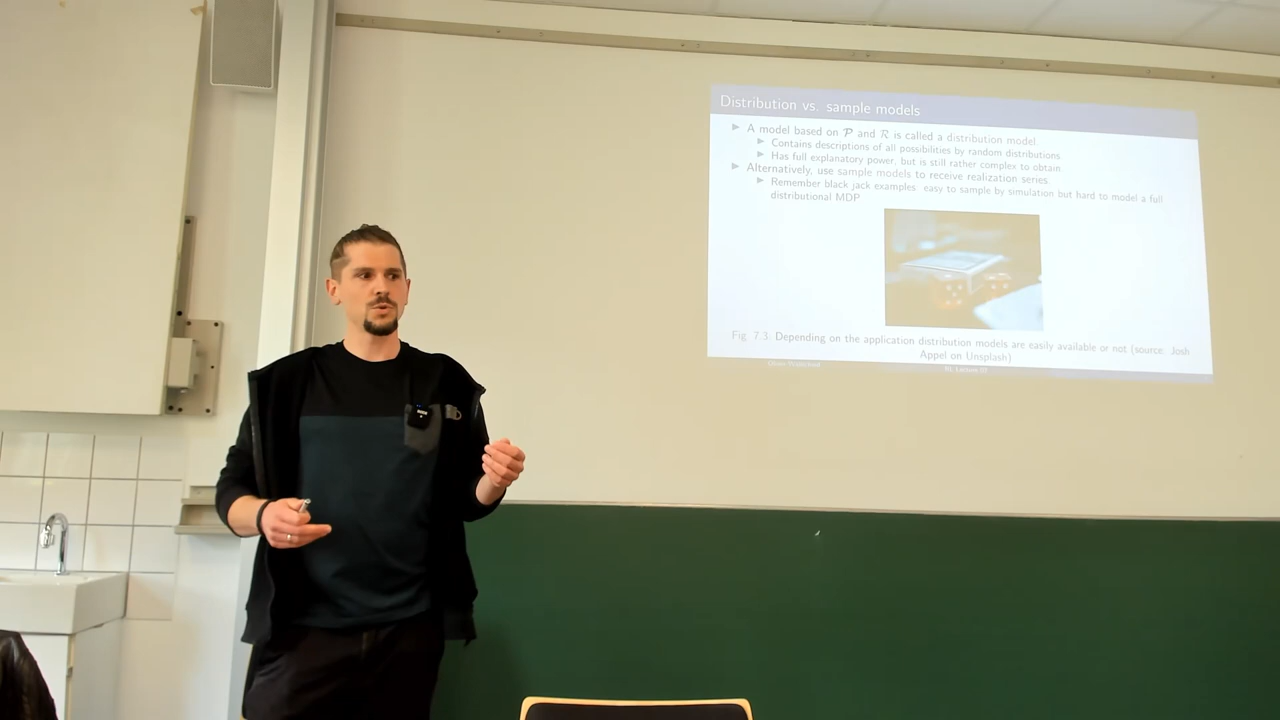 Distribution vs. sample models
A model based on 𝓟 and 𝓡 is called a distribution model.
Contains descriptions of all possibilities by random distributions
Has full explanatory power, but is still rather complex to obtain.
Alternatively, use sample models to receive realization series.
Remember black jack examples: easy to sample by simulation but hard to model a full
distributional MDP
Fig. 7.3: Depending on the application distribution models are easily available or not (source: Josh
Appel on Unsplash)
RL Lecture 07